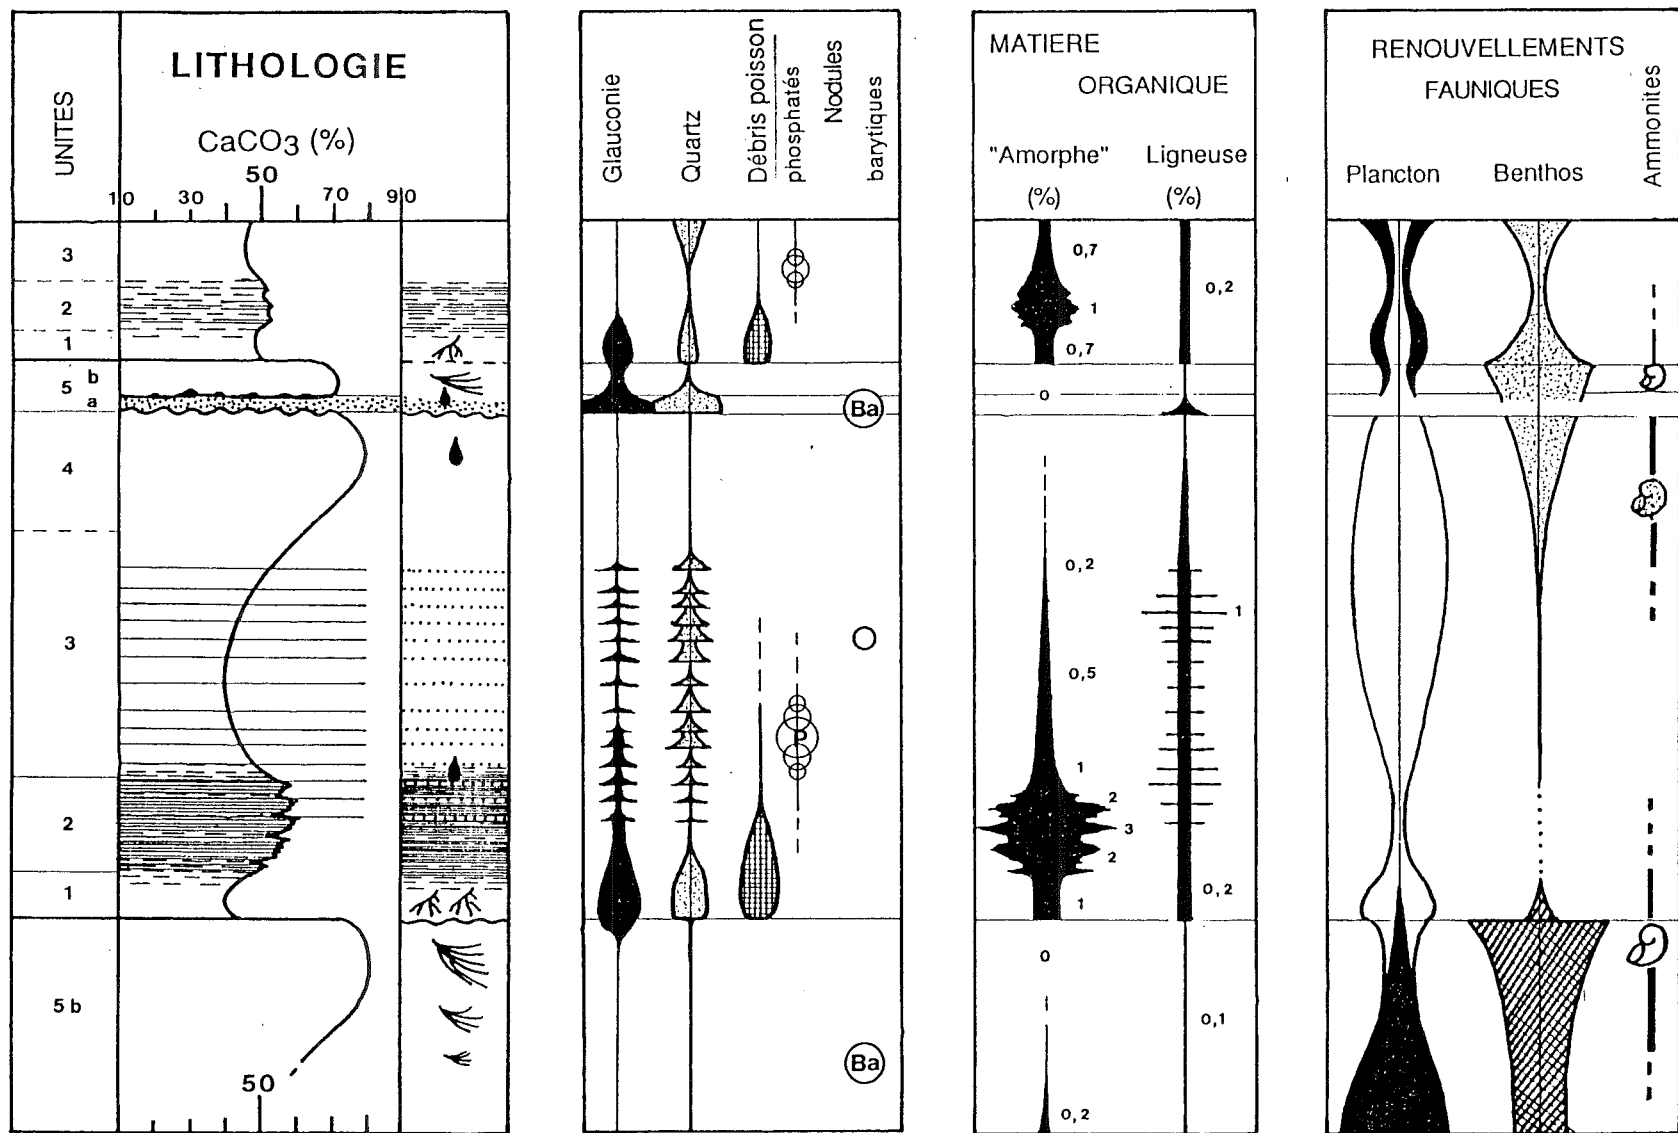 UNITES
LITHOLOGIE
CaCO3 (%)
50
10 30 70 90
3
2
1
5 b
a
4
3
2
1
5 b
50
Glauconie
Quartz
Débris poisson
phosphatés
Nodules
barytiques
Ba
P
Ba
MATIERE
ORGANIQUE
"Amorphe" Ligneuse
(%) (%)
0,7
0,2
1
0,7
0
0,2
1
0,5
1
2
3
2
0,2
1
0
0,1
0,2
RENOUVELLEMENTS
FAUNIQUES
Plancton Benthos
Ammonites